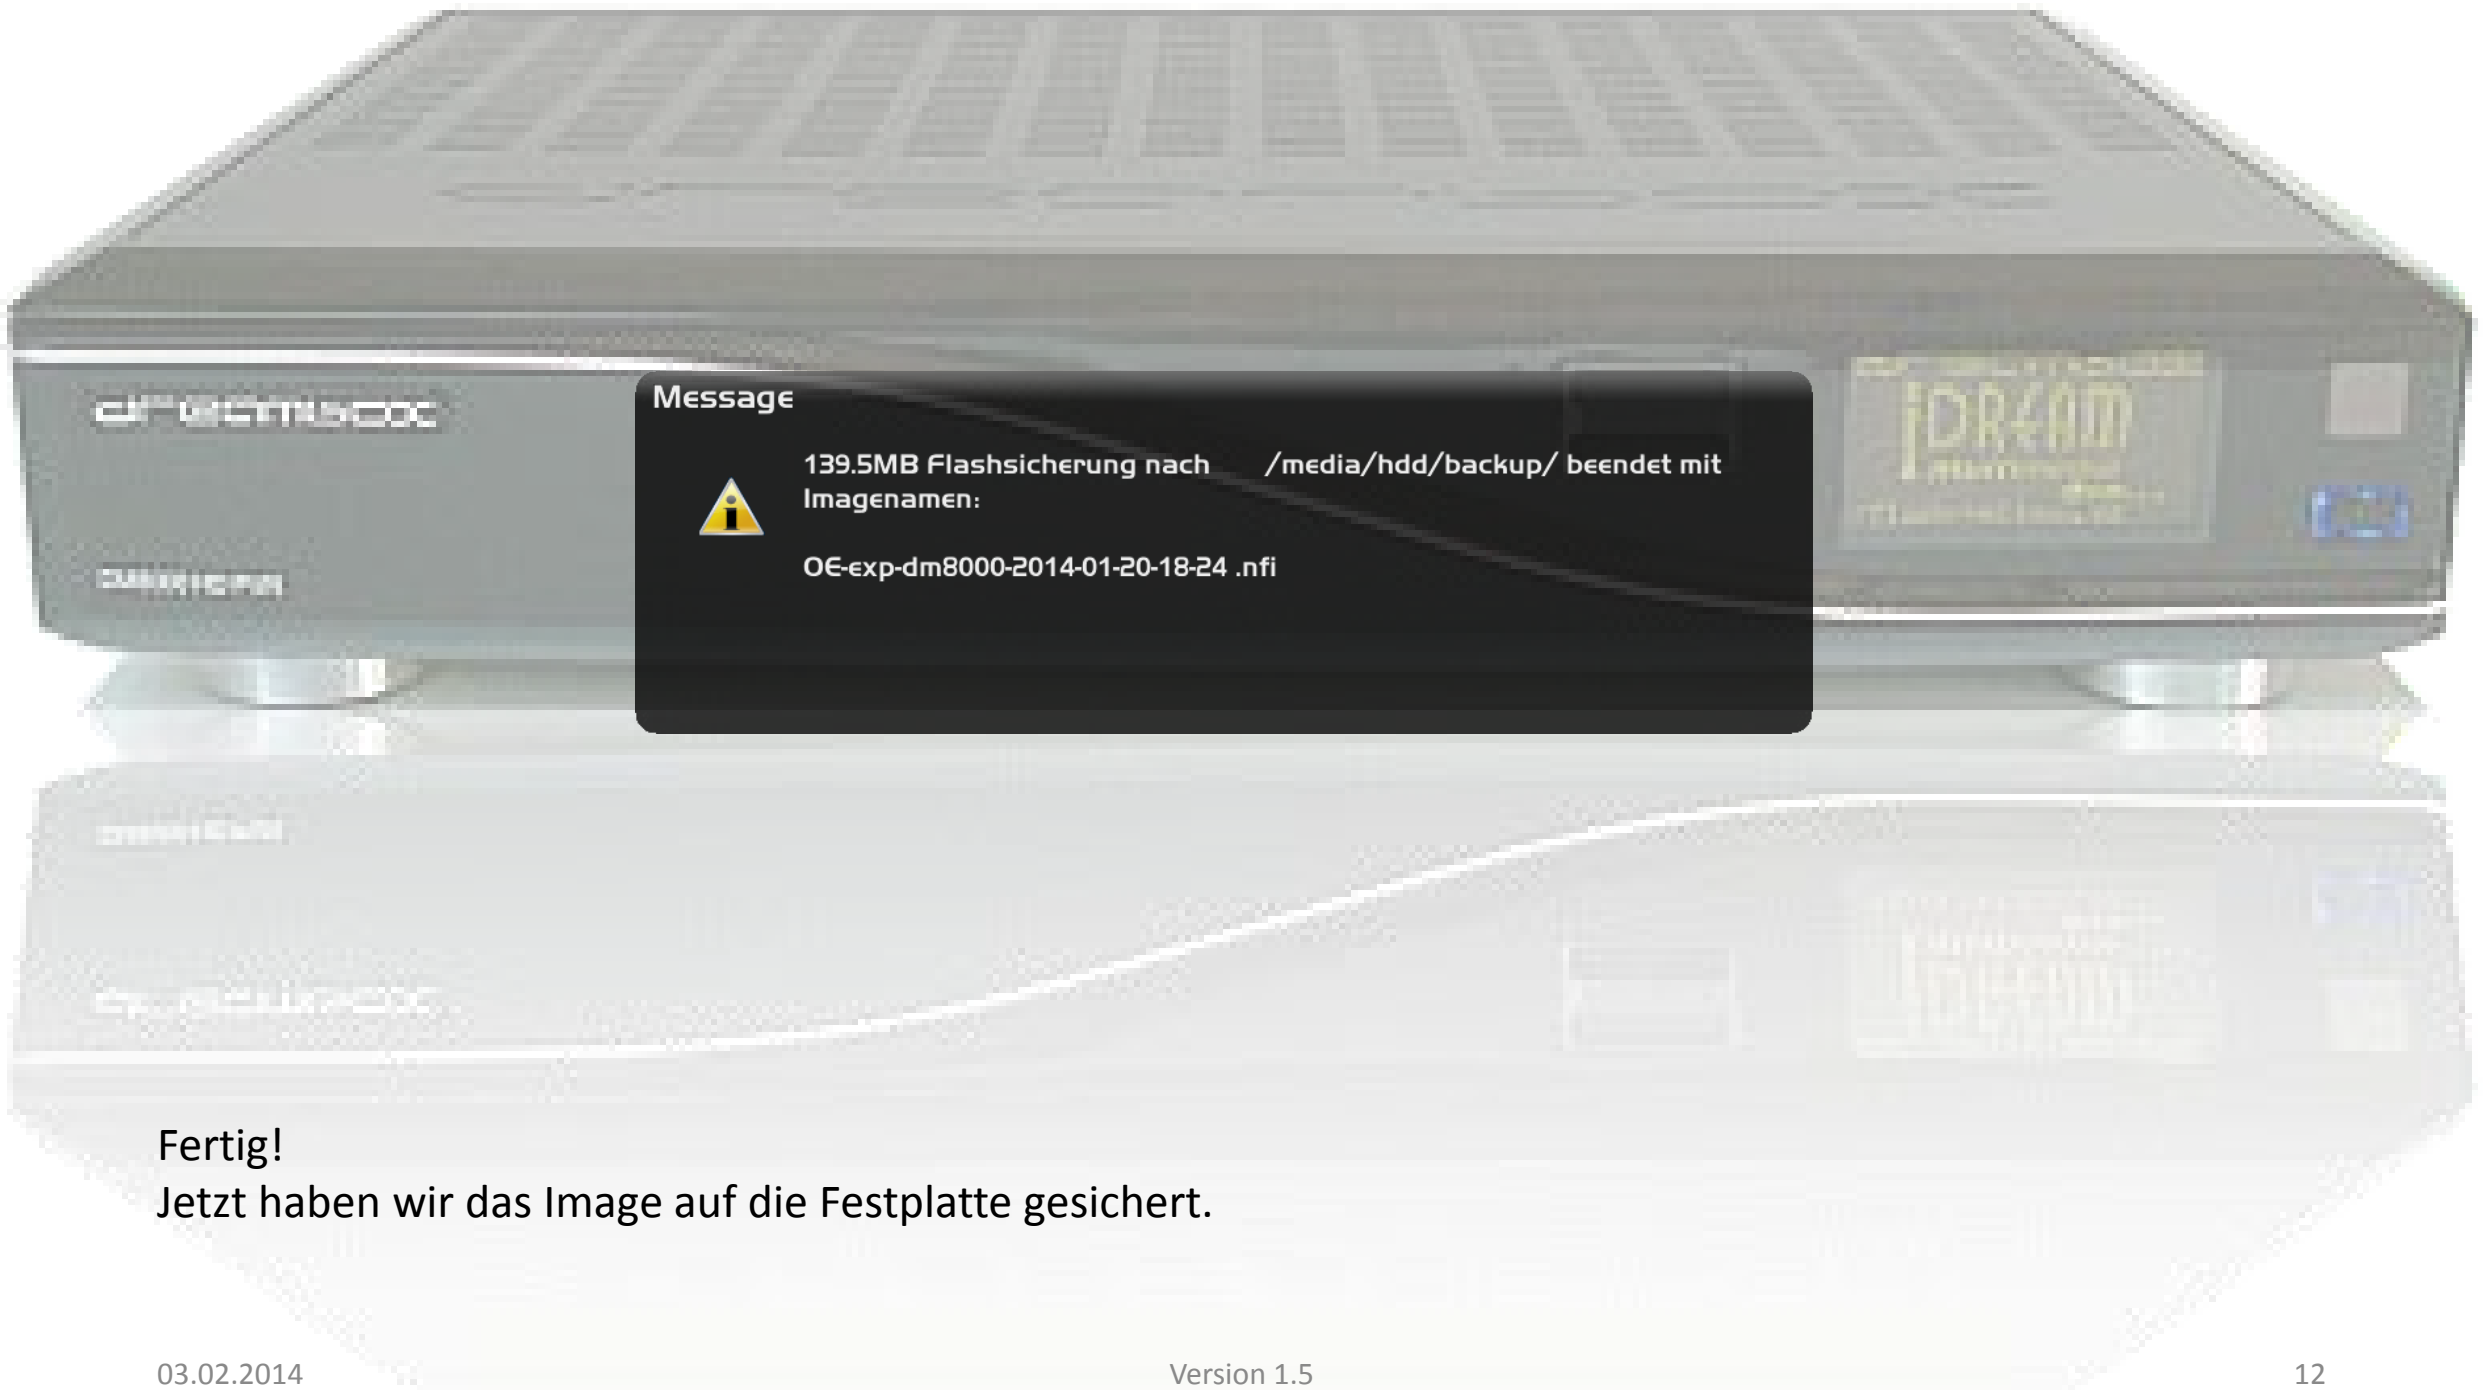 DREAM
Message
139.5MB Flashsicherung nach /media/hdd/backup/ beendet mit
Imagenamen:
OE-exp-dm8000-2014-01-20-18-24 .nfi
Fertig!
Jetzt haben wir das Image auf die Festplatte gesichert.
03.02.2014 Version 1.5 12